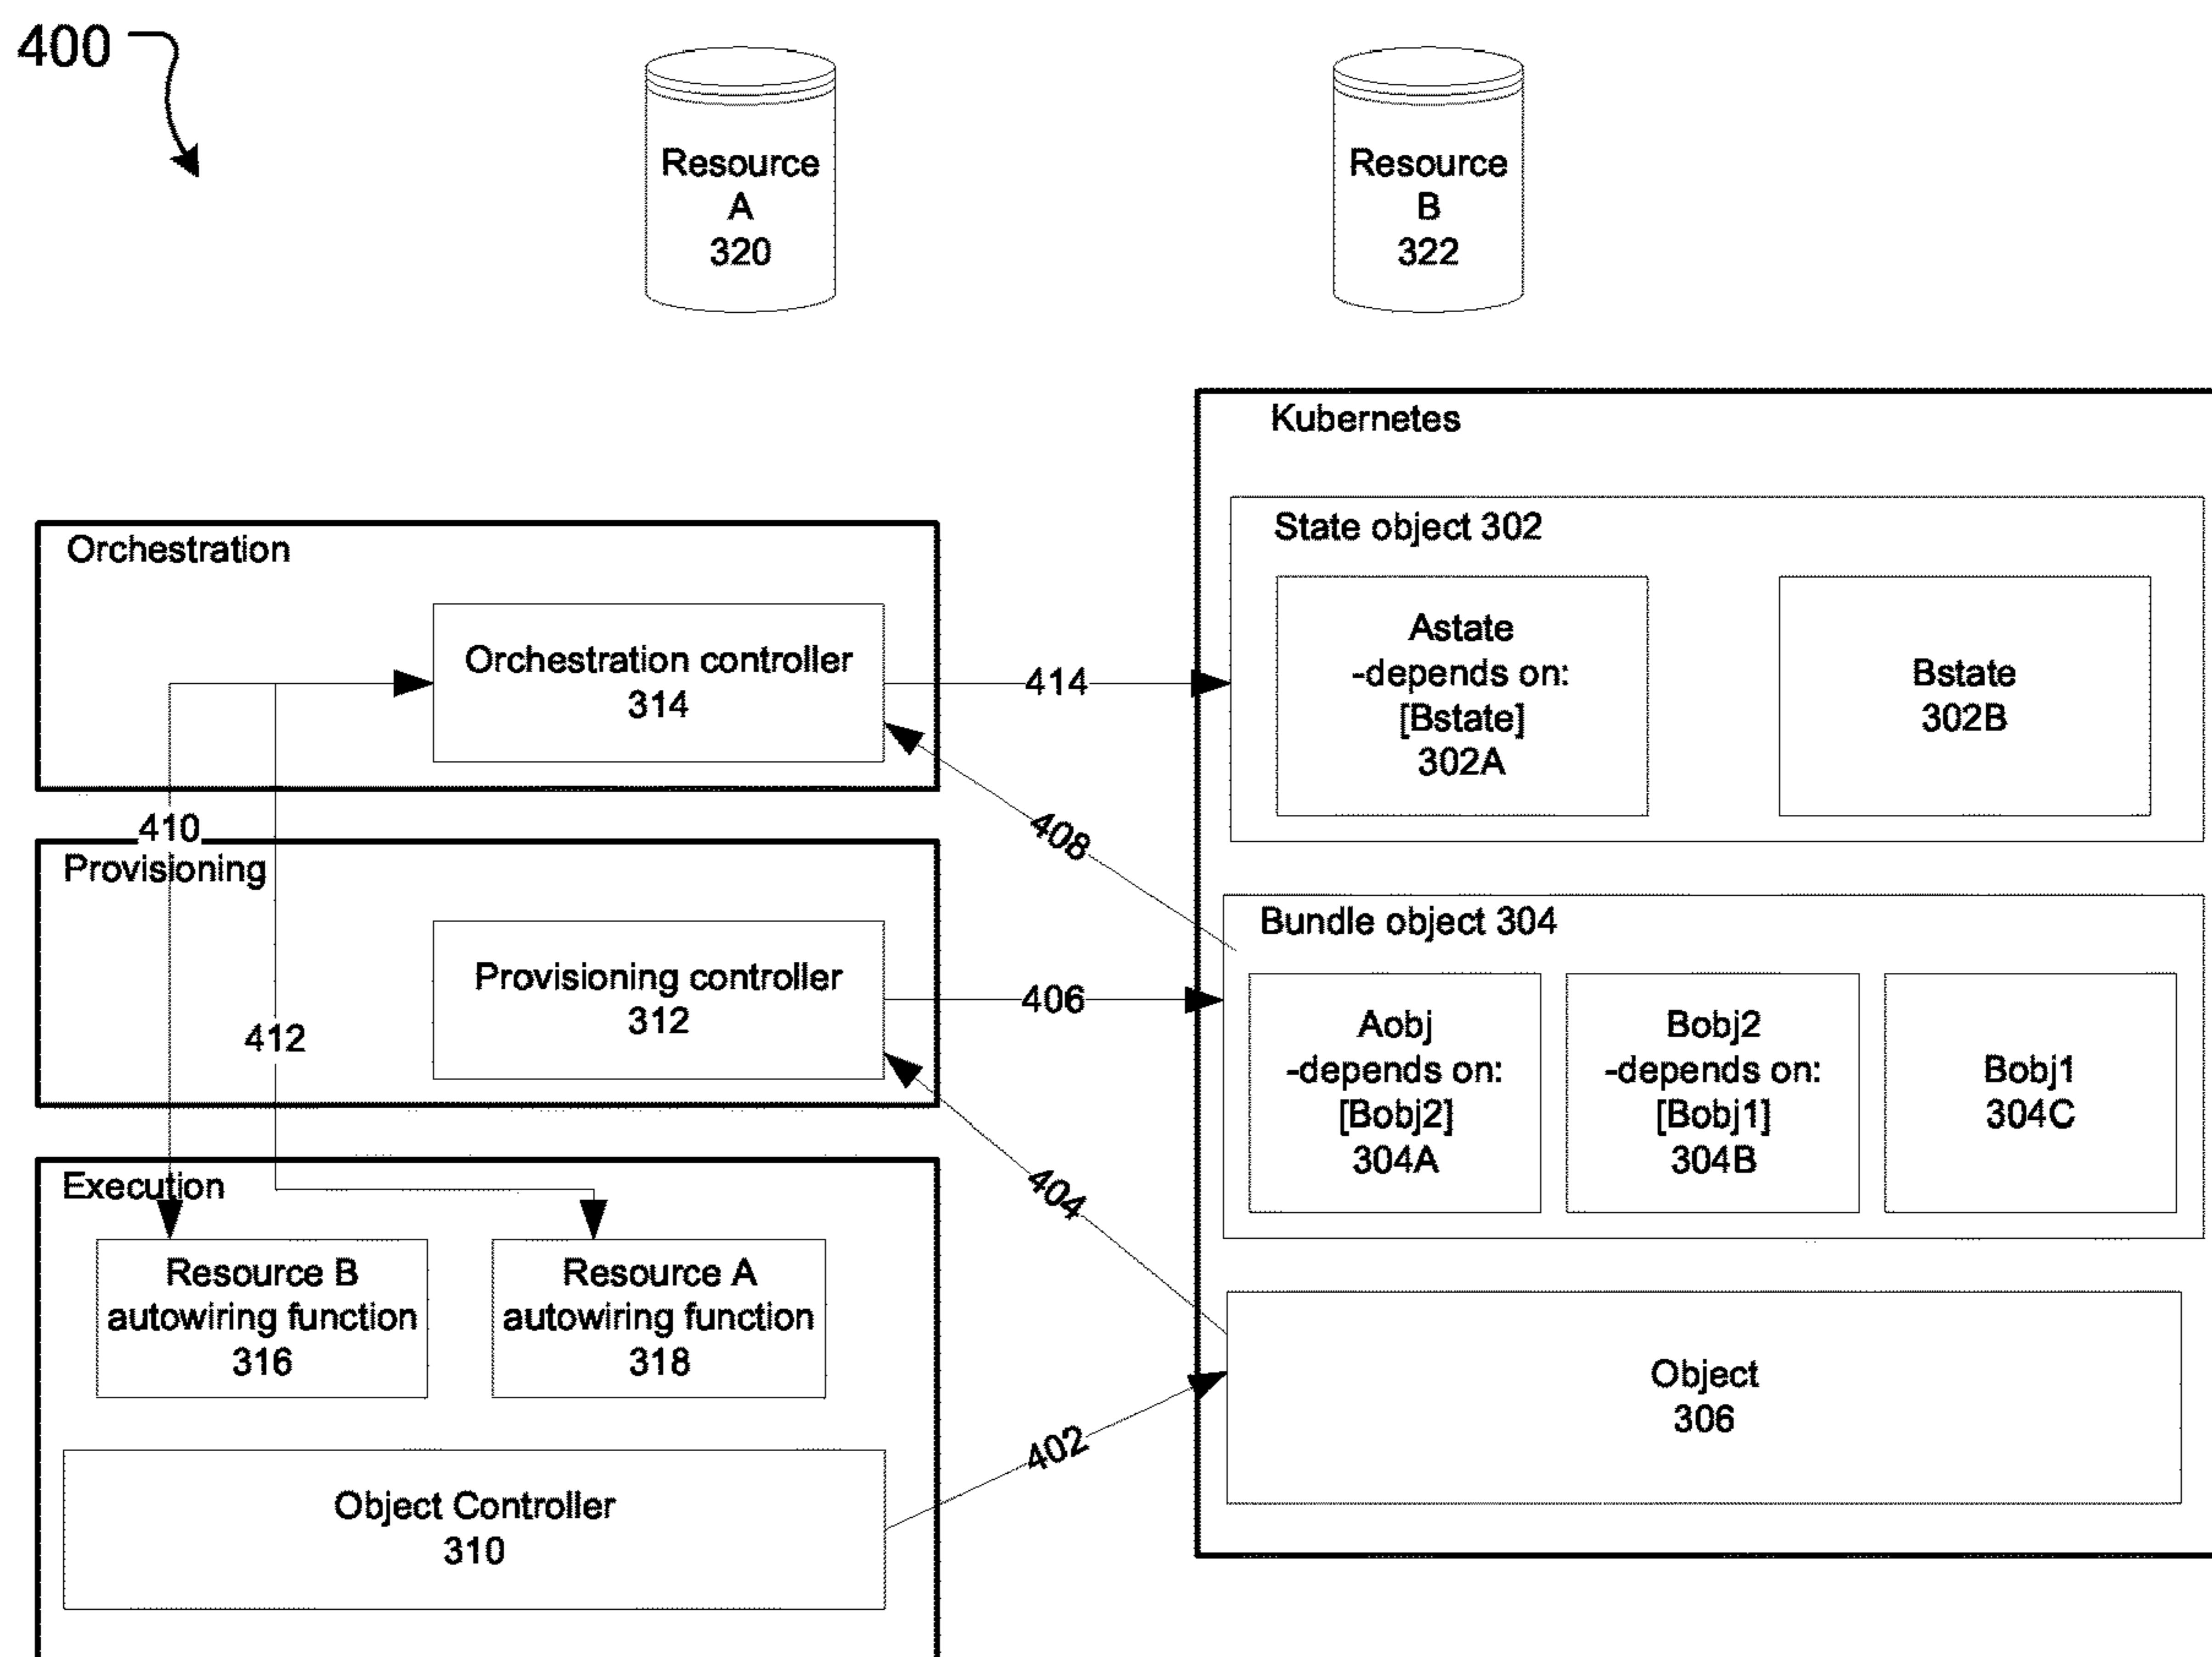 400
Resource
A
320
Resource
B
322
Kubernetes
State object 302
Astate
-depends on:
[Bstate]
302A
Bstate
302B
Orchestration
Orchestration controller
314
414
408
410
Provisioning
Provisioning controller
312
406
412
Bundle object 304
Aobj
-depends on:
[Bobj2]
304A
Bobj2
-depends on:
[Bobj1]
304B
Bobj1
304C
404
Execution
Resource B
autowiring function
316
Resource A
autowiring function
318
Object Controller
310
402
Object
306